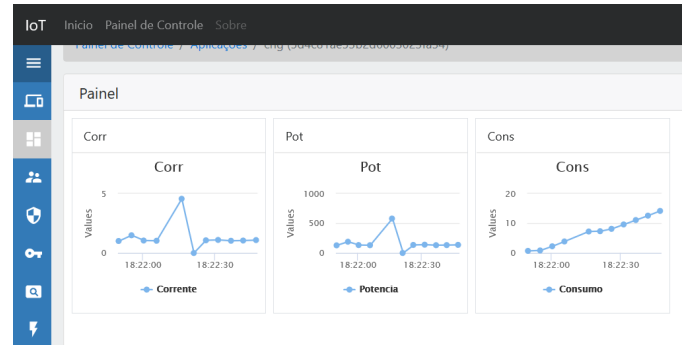 IoT Inicio Painel de Controle Sobre
Painel de Controle / Aplicações /
Painel
Corr
Corr
5
0
Values
18:22:00 18:22:30
Corrente
Pot
Pot
1000
500
0
Values
18:22:00 18:22:30
Potencia
Cons
Cons
20
10
0
Values
18:22:00 18:22:30
Consumo